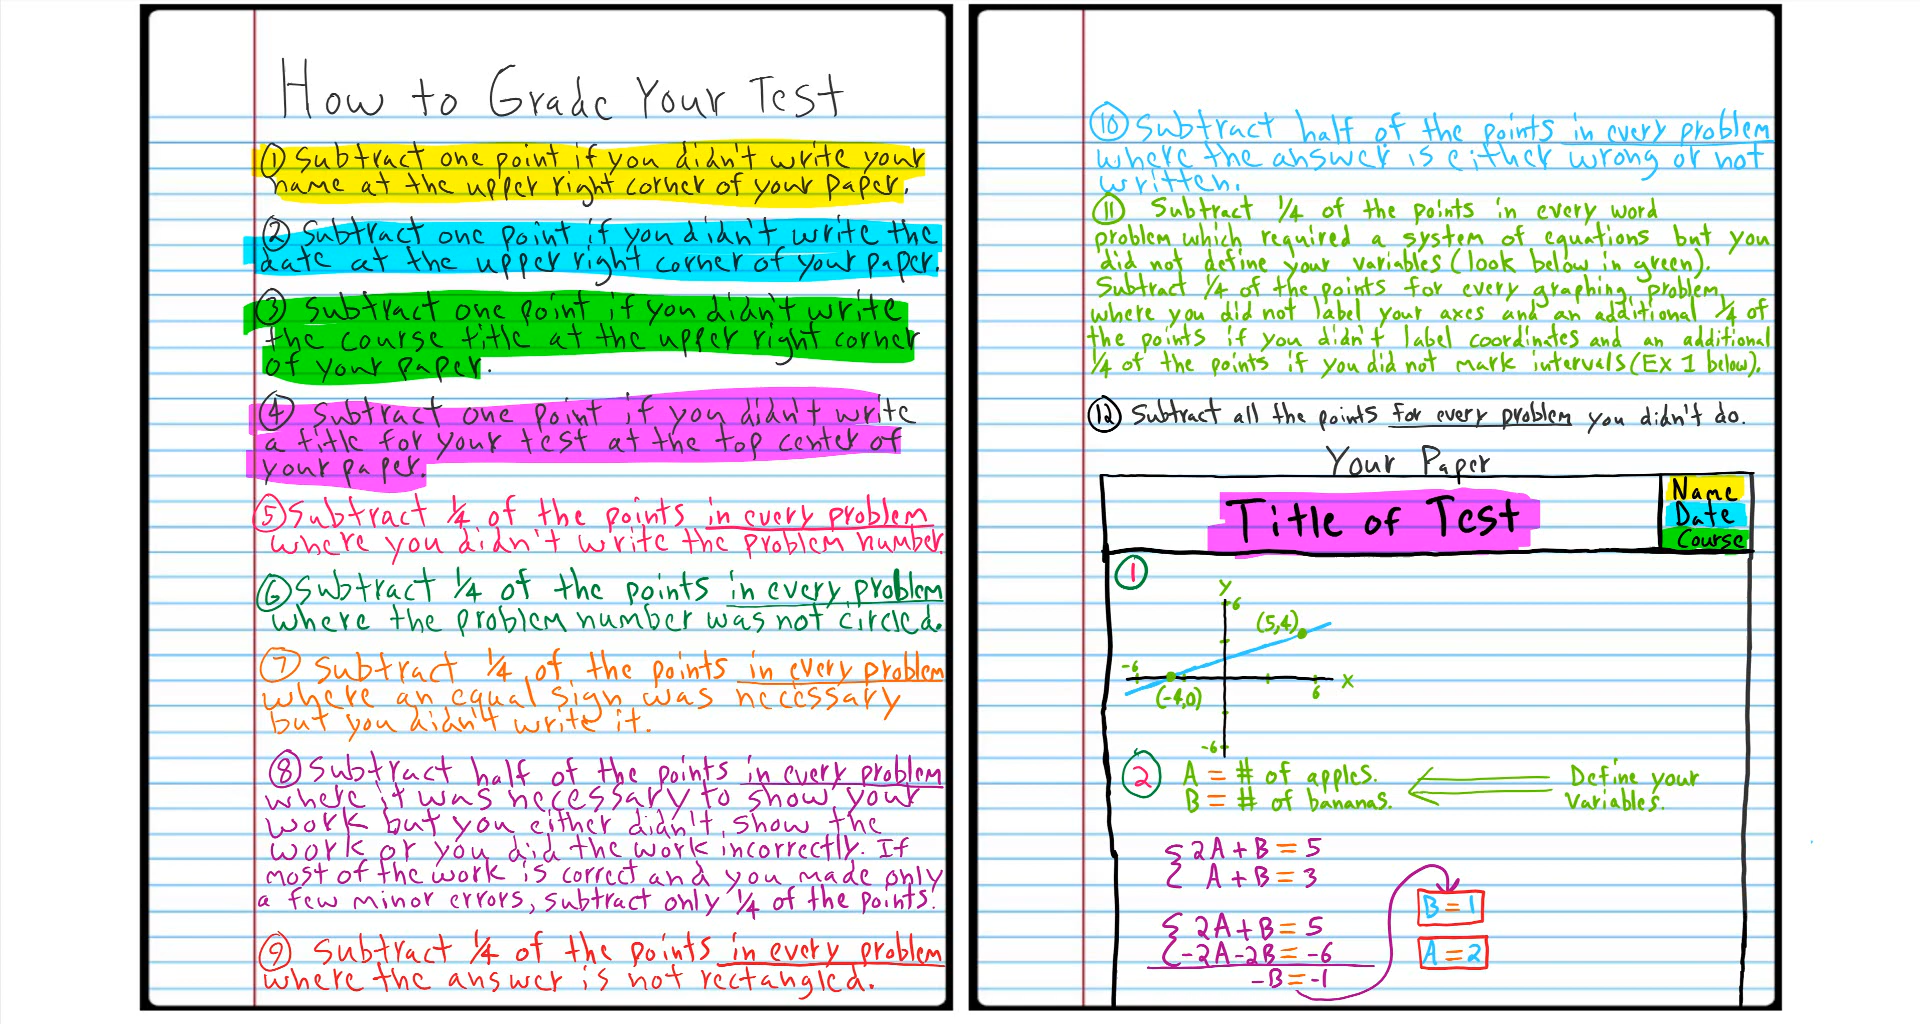 How to Grade Your Test
① Subtract one point if you didn't write your
name at the upper right corner of your paper.
② Subtract one point if you didn't write the
date at the upper right corner of your paper.
③ Subtract one point if you didn't write
the course title at the upper right corner
of your paper.
④ Subtract one point if you didn't write
a title for your test at the top center of
your paper.
⑤ Subtract 1/4 of the points in every problem
where you didn't write the problem number.
⑥ Subtract 1/4 of the points in every problem
where the problem number was not circled.
⑦ Subtract 1/4 of the points in every problem
where an equal sign was necessary
but you didn't write it.
⑧ Subtract half of the points in every problem
where it was necessary to show your
work but you either didn't show the
work or you did the work incorrectly. If
most of the work is correct and you made only
a few minor errors, subtract only 1/4 of the points.
⑨ Subtract 1/4 of the points in every problem
where the answer is not rectangled.
⑩ Subtract half of the points in every problem
where the answer is either wrong or not
written.
⑪ Subtract 1/4 of the points in every word
problem which required a system of equations but you
did not define your variables (look below in green).
Subtract 1/4 of the points for every graphing problem
where you did not label your axes and an additional 1/4 of
the points if you didn't label coordinates and an additional
1/4 of the points if you did not mark intervals (Ex 1 below).
⑫ Subtract all the points for every problem you didn't do.
Your Paper
Title of Test
Name
Date
Course
①
y
6
(5,4)
-6
x
(-4,0)
6
-6
② A = # of apples.
B = # of bananas.
Define your
variables.
{ 2A + B = 5
A + B = 3
B = 1
{ 2A + B = 5
-2A - 2B = -6
A = 2
-B = -1